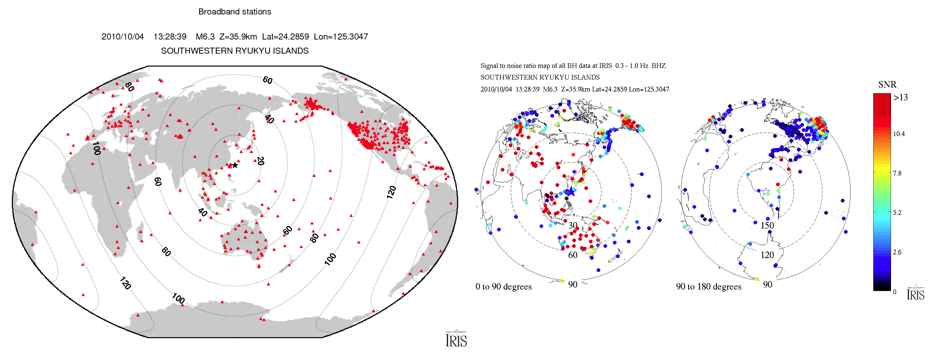 Broadband stations
2010/10/04 13:28:39 M6.3 Z=35.9km Lat=24.2859 Lon=125.3047
SOUTHWESTERN RYUKYU ISLANDS
80
60
40
100
20
60
120
40
60
80
80
100
120
100
IRIS
Signal to noise ratio map of all BH data at IRIS 0.3 - 1.0 Hz BHZ
SOUTHWESTERN RYUKYU ISLANDS
2010/10/04 13:28:39 M6.3 Z=35.9km Lat=24.2859 Lon=125.3047
30
60
90
0 to 90 degrees
150
120
90
90 to 180 degrees
SNR
>13
10.4
7.8
5.2
2.6
0.0
IRIS